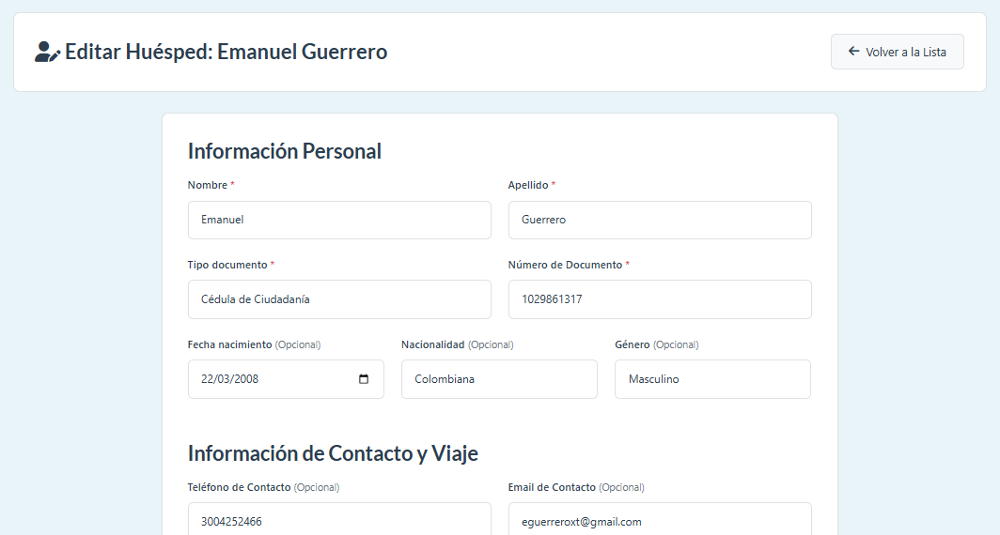 Editar Huésped: Emanuel Guerrero
Volver a la Lista
Información Personal
Nombre * Apellido *
Emanuel Guerrero
Tipo documento * Número de Documento *
Cédula de Ciudadanía 1029861317
Fecha nacimiento (Opcional) Nacionalidad (Opcional) Género (Opcional)
22/03/2008 Colombiana Masculino
Información de Contacto y Viaje
Teléfono de Contacto (Opcional) Email de Contacto (Opcional)
3004252466 eguerreroxt@gmail.com